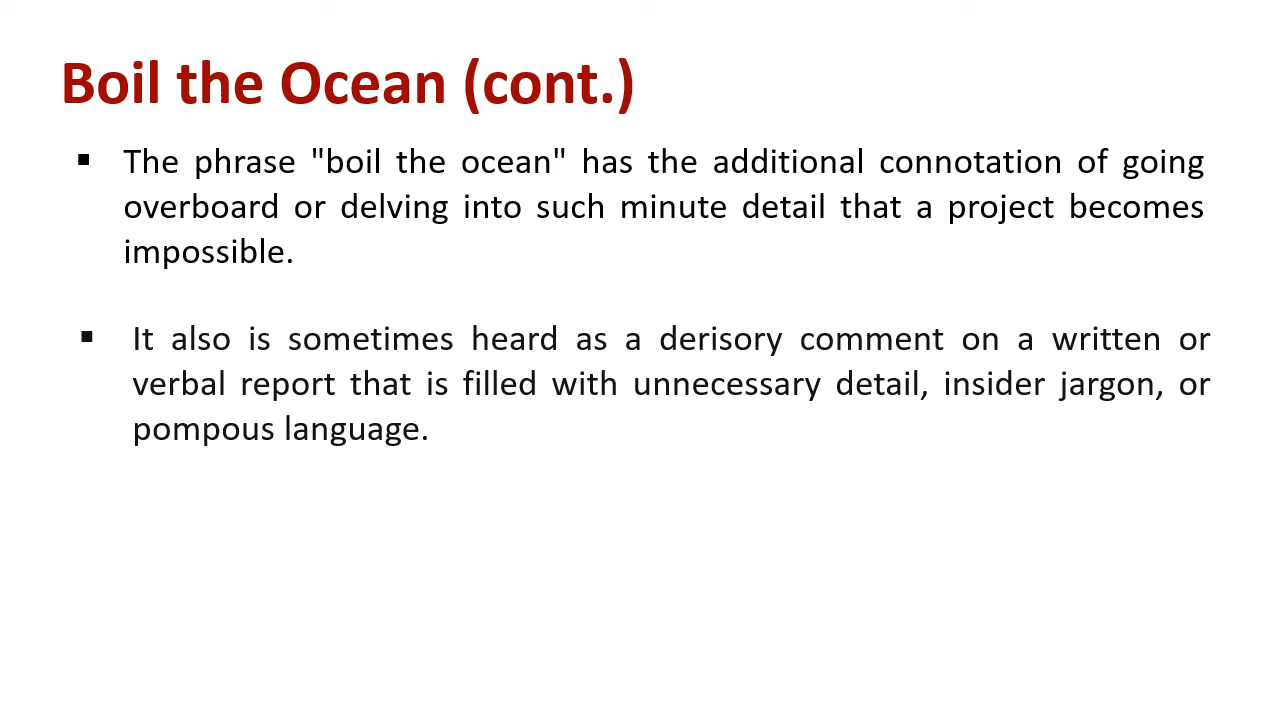 Boil the Ocean (cont.)
▪ The phrase "boil the ocean" has the additional connotation of going
overboard or delving into such minute detail that a project becomes
impossible.
▪ It also is sometimes heard as a derisory comment on a written or
verbal report that is filled with unnecessary detail, insider jargon, or
pompous language.